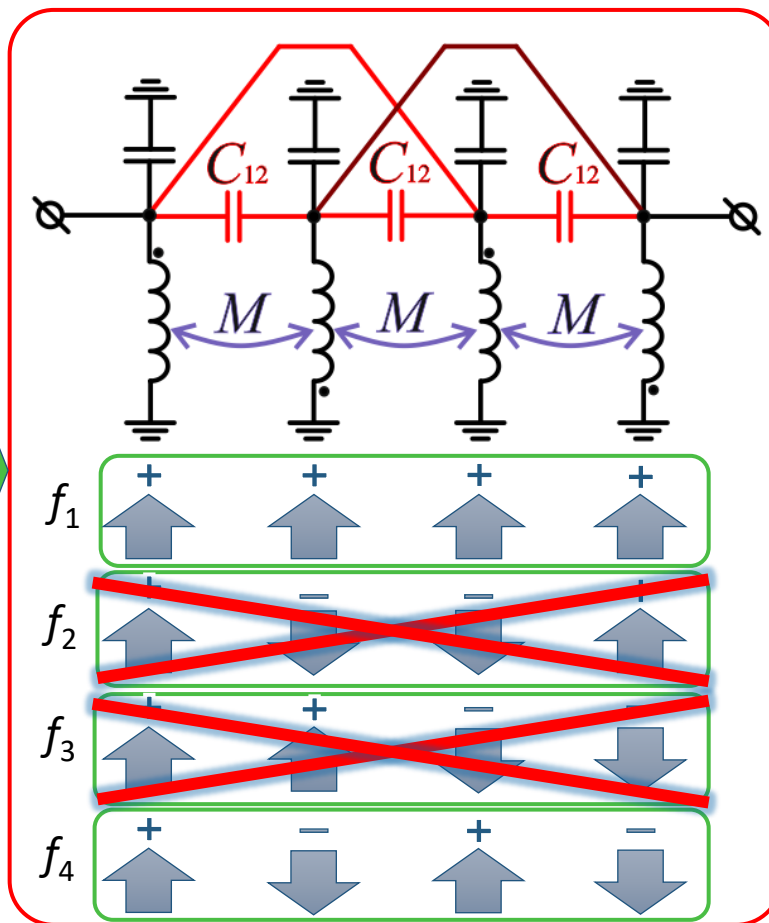 C₁₂ C₁₂ C₁₂
M M M
+ + + +
f₁
+ − − +
f₂
+ + − −
f₃
+ − + −
f₄